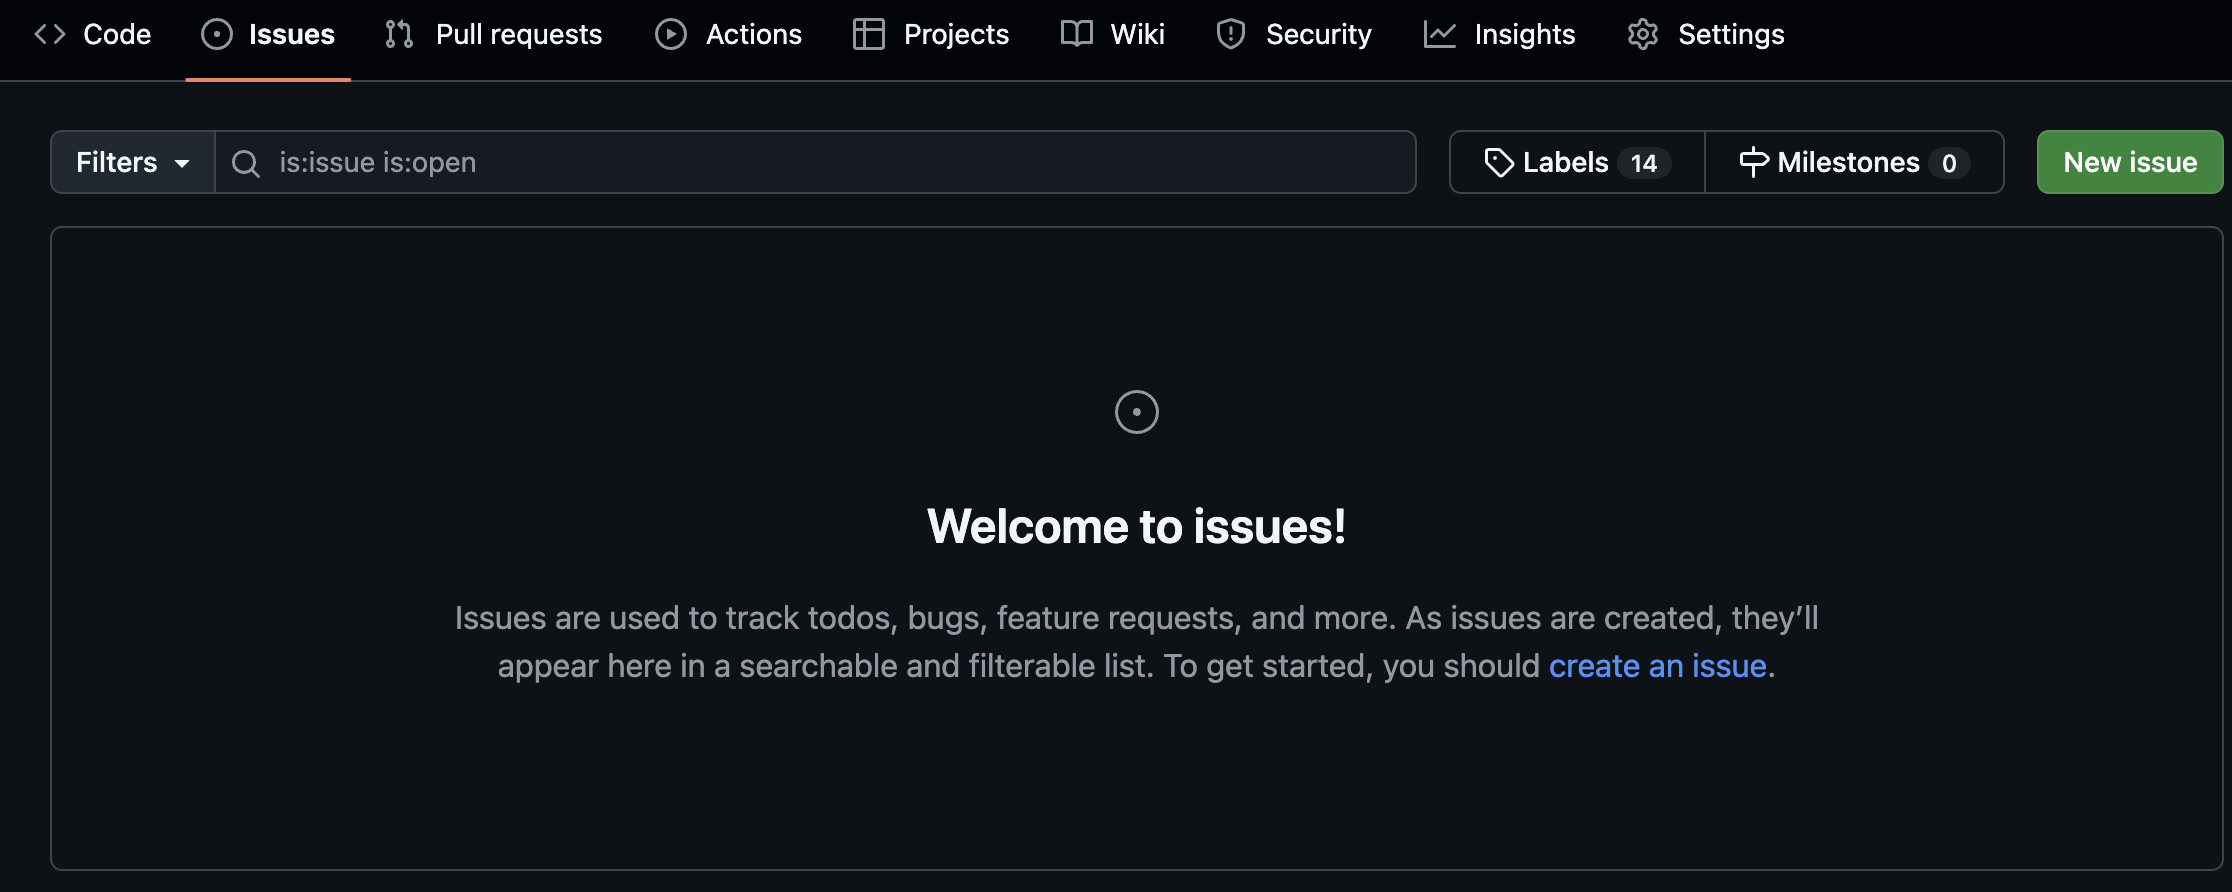 Code Issues Pull requests Actions Projects Wiki Security Insights Settings
Filters is:issue is:open Labels 14 Milestones 0 New issue
Welcome to issues!
Issues are used to track todos, bugs, feature requests, and more. As issues are created, they’ll
appear here in a searchable and filterable list. To get started, you should create an issue.